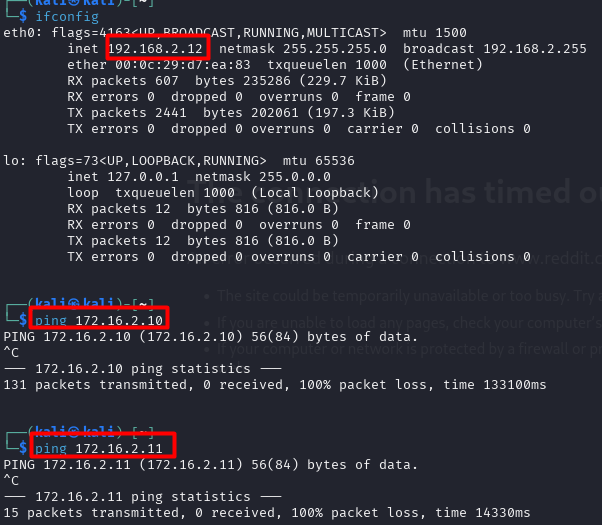 (kali㉿kali)-[~]
└─$ ifconfig
eth0: flags=4163<UP,BROADCAST,RUNNING,MULTICAST>  mtu 1500
        inet 192.168.2.12  netmask 255.255.255.0  broadcast 192.168.2.255
        ether 00:0c:29:d7:ea:83  txqueuelen 1000  (Ethernet)
        RX packets 607  bytes 235286 (229.7 KiB)
        RX errors 0  dropped 0  overruns 0  frame 0
        TX packets 2441  bytes 202061 (197.3 KiB)
        TX errors 0  dropped 0 overruns 0  carrier 0  collisions 0
lo: flags=73<UP,LOOPBACK,RUNNING>  mtu 65536
        inet 127.0.0.1  netmask 255.0.0.0
The connection has timed ou
        loop  txqueuelen 1000  (Local Loopback)
        RX packets 12  bytes 816 (816.0 B)
        RX errors 0  dropped 0  overruns 0  frame 0
        TX packets 12  bytes 816 (816.0 B)
www.reddit.c
        TX errors 0  dropped 0 overruns 0  carrier 0  collisions 0
• The site could be temporarily unavailable or too busy. Try a
┌──(kali㉿kali)-[~]
└─$ ping 172.16.2.10
• If you are unable to load any pages, check your computer's
PING 172.16.2.10 (172.16.2.10) 56(84) bytes of data.
• If your computer or network is protected by a firewall or pr
^C
─── 172.16.2.10 ping statistics ───
131 packets transmitted, 0 received, 100% packet loss, time 133100ms
┌──(kali㉿kali)-[~]
└─$ ping 172.16.2.11
PING 172.16.2.11 (172.16.2.11) 56(84) bytes of data.
^C
─── 172.16.2.11 ping statistics ───
15 packets transmitted, 0 received, 100% packet loss, time 14330ms